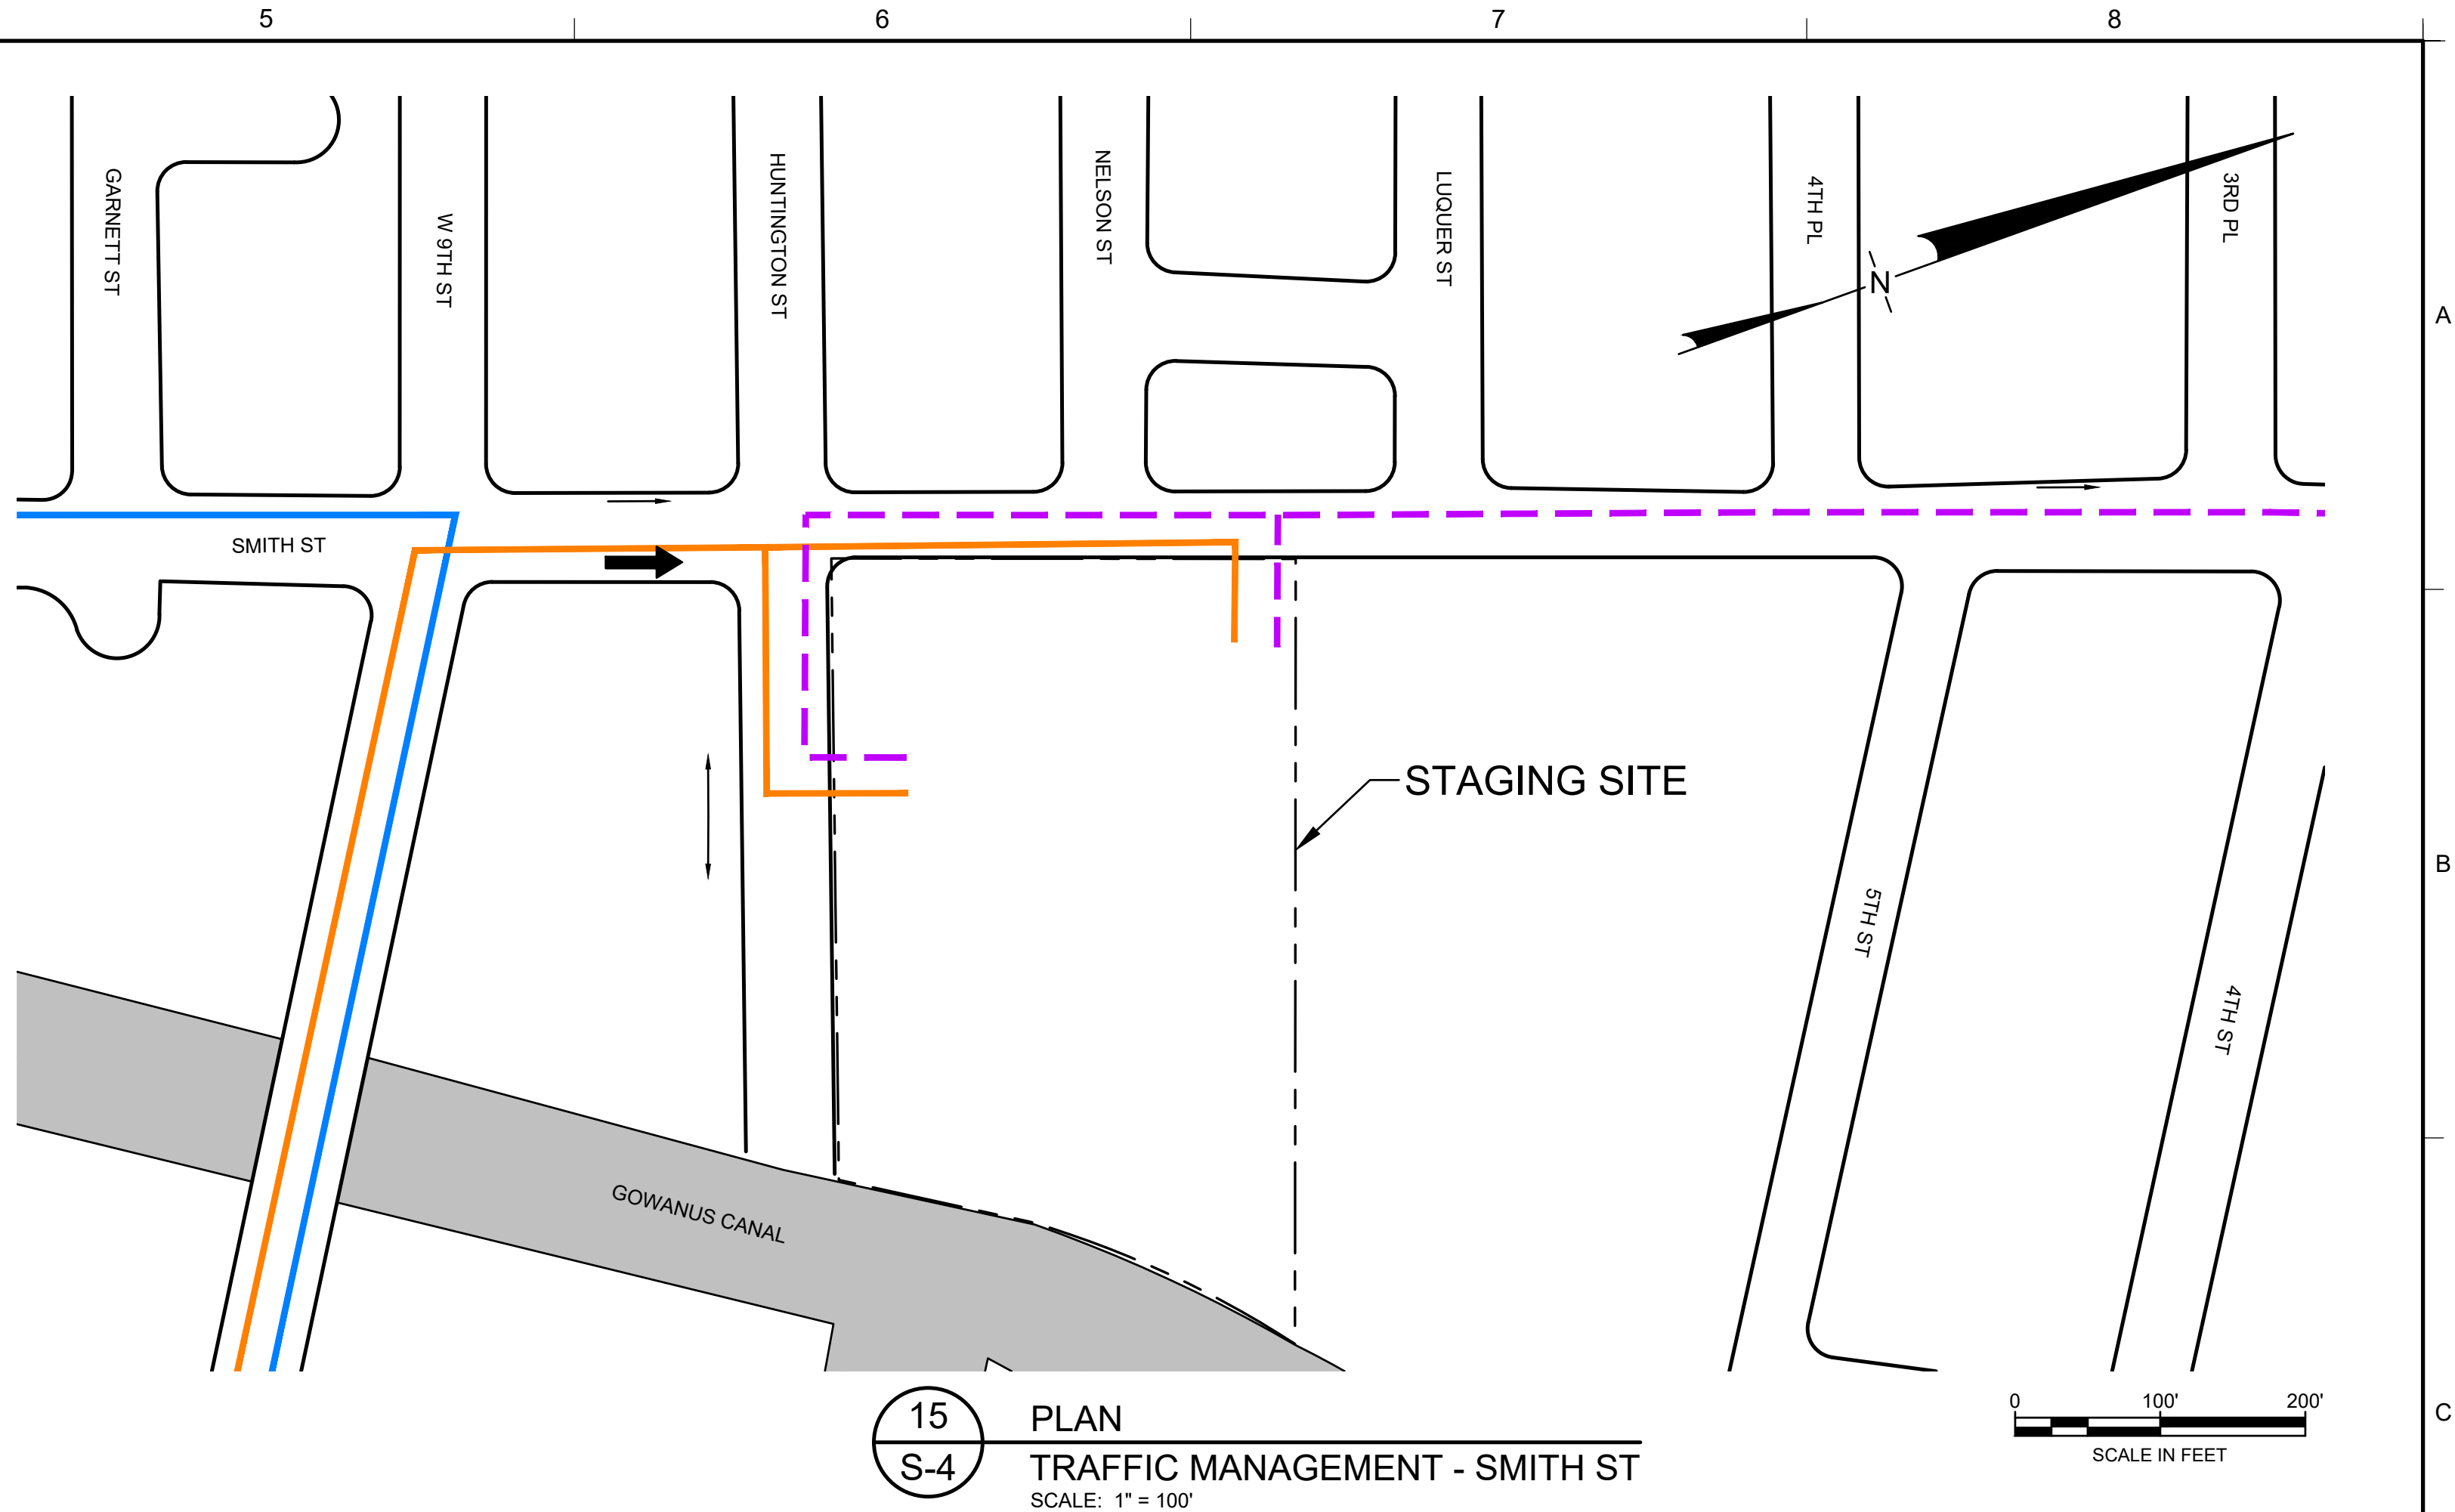 5
6
7
8
GARNETT ST
W 9TH ST
HUNTINGTON ST
NELSON ST
LUQUER ST
4TH PL
3RD PL
N
A
SMITH ST
STAGING SITE
B
5TH ST
4TH ST
GOWANUS CANAL
15
S-4
PLAN
TRAFFIC MANAGEMENT - SMITH ST
SCALE: 1" = 100'
0 100' 200'
SCALE IN FEET
C